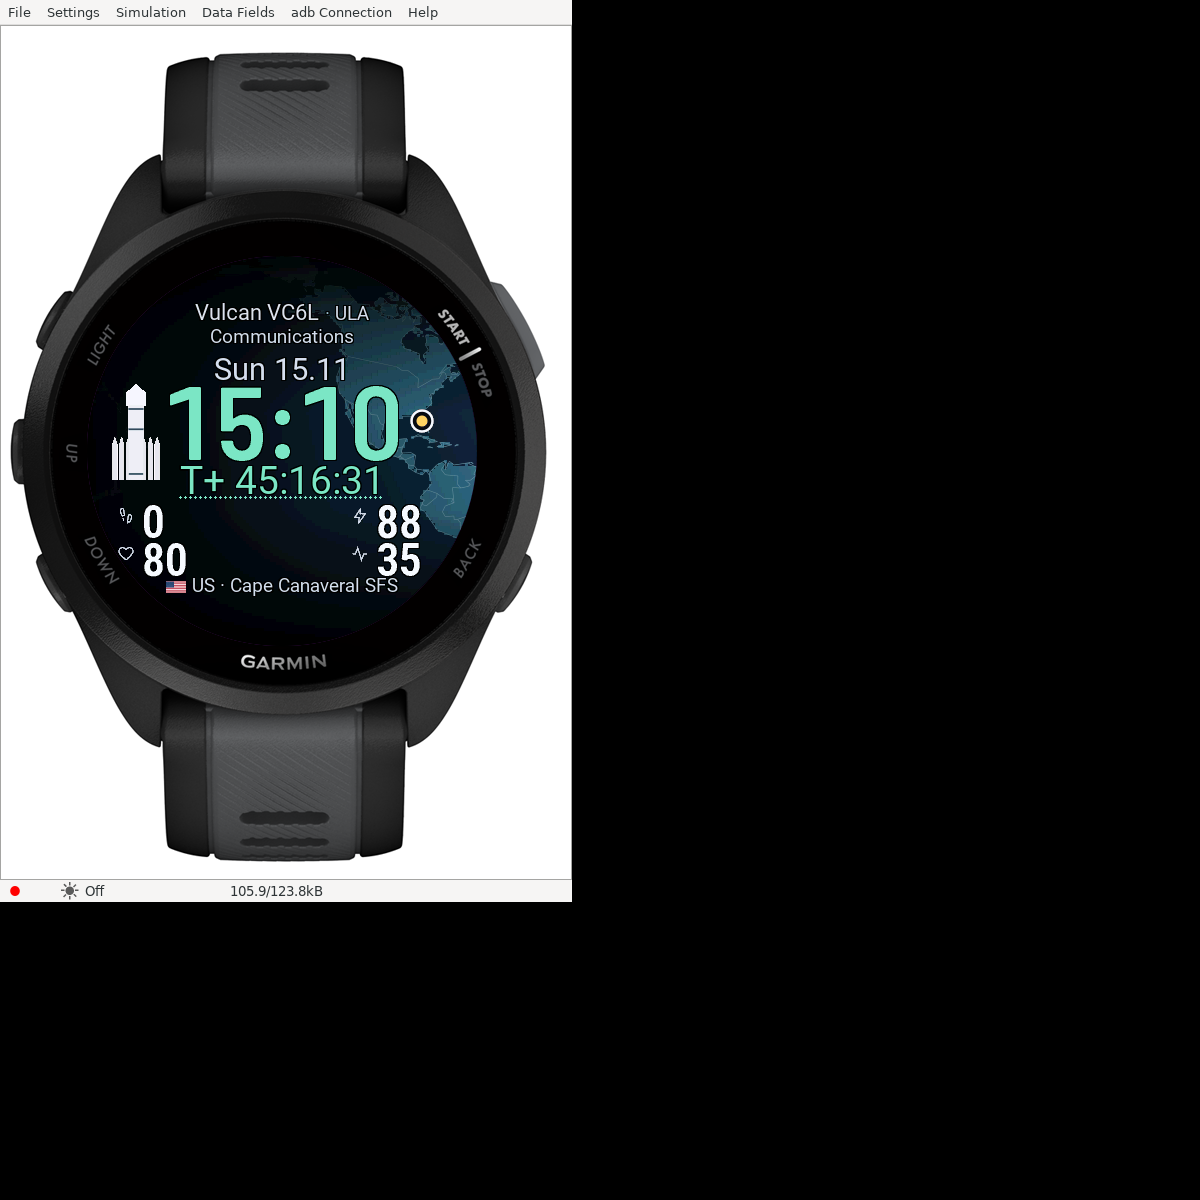 File Settings Simulation Data Fields adb Connection Help
Vulcan VC6L · ULA
Communications
START
STOP
LIGHT
Sun 15.11
15:10
UP
T+ 45:16:31
0 88
80 35
DOWN
BACK
US · Cape Canaveral SFS
GARMIN
Off 105.9/123.8kB